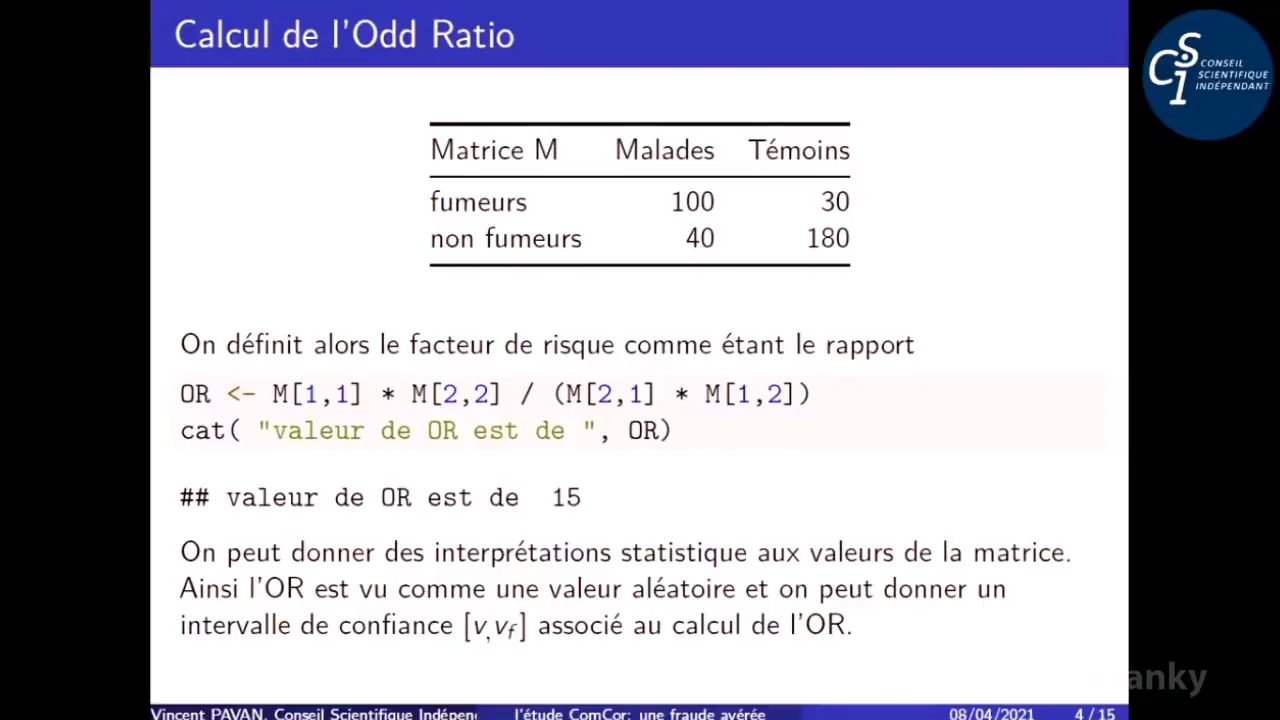 Calcul de l'Odd Ratio
CSI CONSEIL
SCIENTIFIQUE
INDÉPENDANT
Matrice M Malades Témoins
fumeurs 100 30
non fumeurs 40 180
On définit alors le facteur de risque comme étant le rapport
OR <- M[1,1] * M[2,2] / (M[2,1] * M[1,2])
cat( "valeur de OR est de ", OR)
## valeur de OR est de 15
On peut donner des interprétations statistique aux valeurs de la matrice.
Ainsi l'OR est vu comme une valeur aléatoire et on peut donner un
intervalle de confiance [v,vf] associé au calcul de l'OR.
anky
Vincent PAVAN, Conseil Scientifique Indépen l'étude ComCor: une fraude avérée 08/04/2021 4 / 15